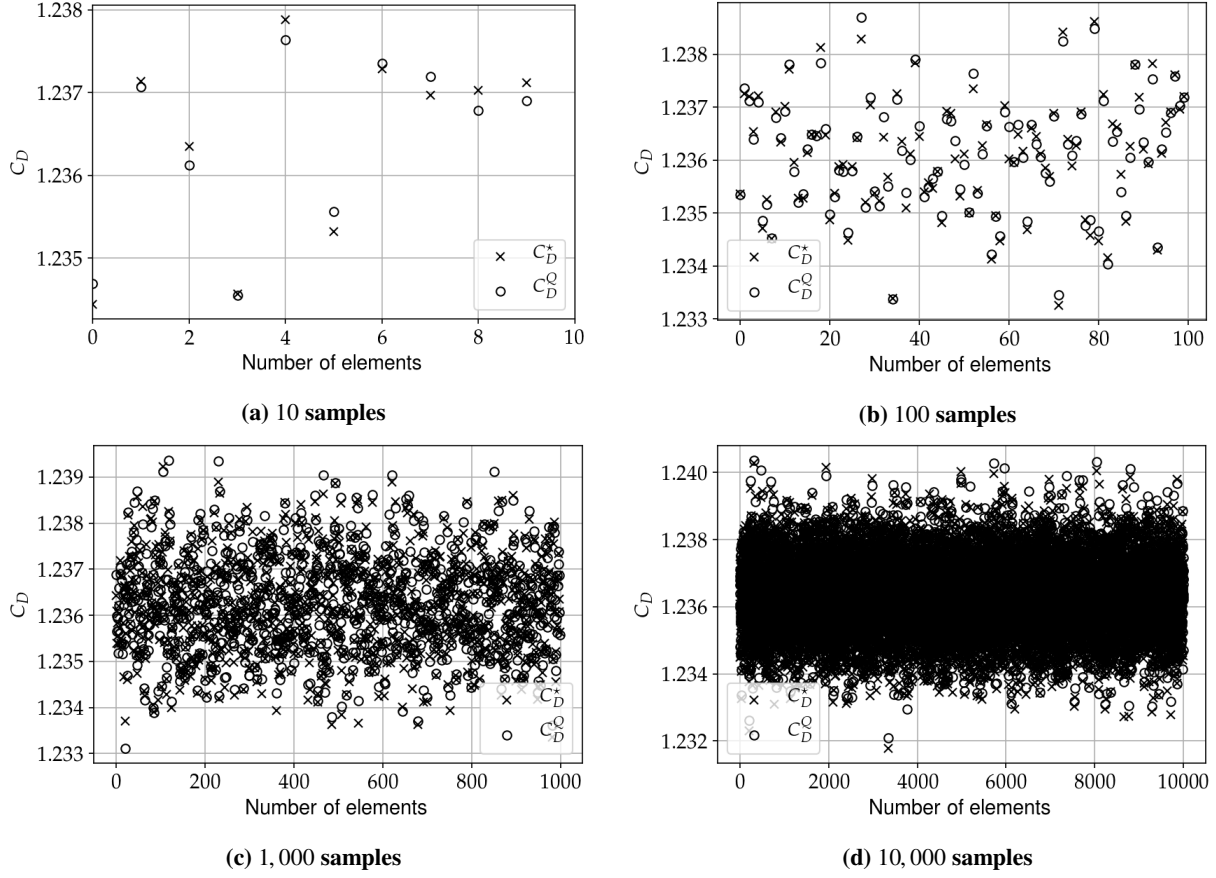 1.238
1.237
1.236
1.235
C_D
0 2 4 6 8 10
Number of elements
C_D^⋆
C_D^Q
(a) 10 samples
1.238
1.237
1.236
1.235
1.234
1.233
C_D
0 20 40 60 80 100
Number of elements
C_D^⋆
C_D^Q
(b) 100 samples
1.239
1.238
1.237
1.236
1.235
1.234
1.233
C_D
0 200 400 600 800 1000
Number of elements
C_D^⋆
C_D^Q
(c) 1, 000 samples
1.240
1.238
1.236
1.234
1.232
C_D
0 2000 4000 6000 8000 10000
Number of elements
C_D^⋆
C_D^Q
(d) 10, 000 samples